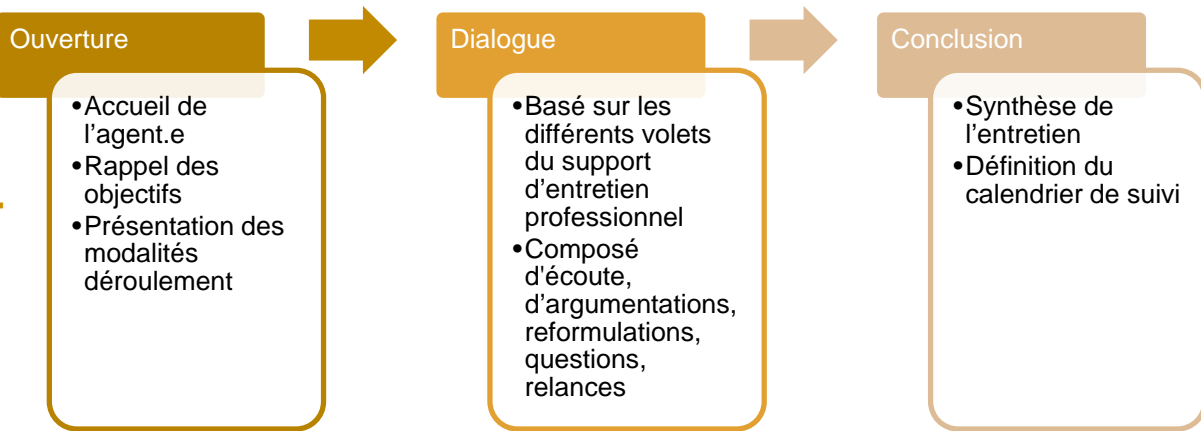 Ouverture
•Accueil de
l’agent.e
•Rappel des
objectifs
•Présentation des
modalités
déroulement
Dialogue
•Basé sur les
différents volets
du support
d’entretien
professionnel
•Composé
d'écoute,
d’argumentations,
reformulations,
questions,
relances
Conclusion
•Synthèse de
l’entretien
•Définition du
calendrier de suivi